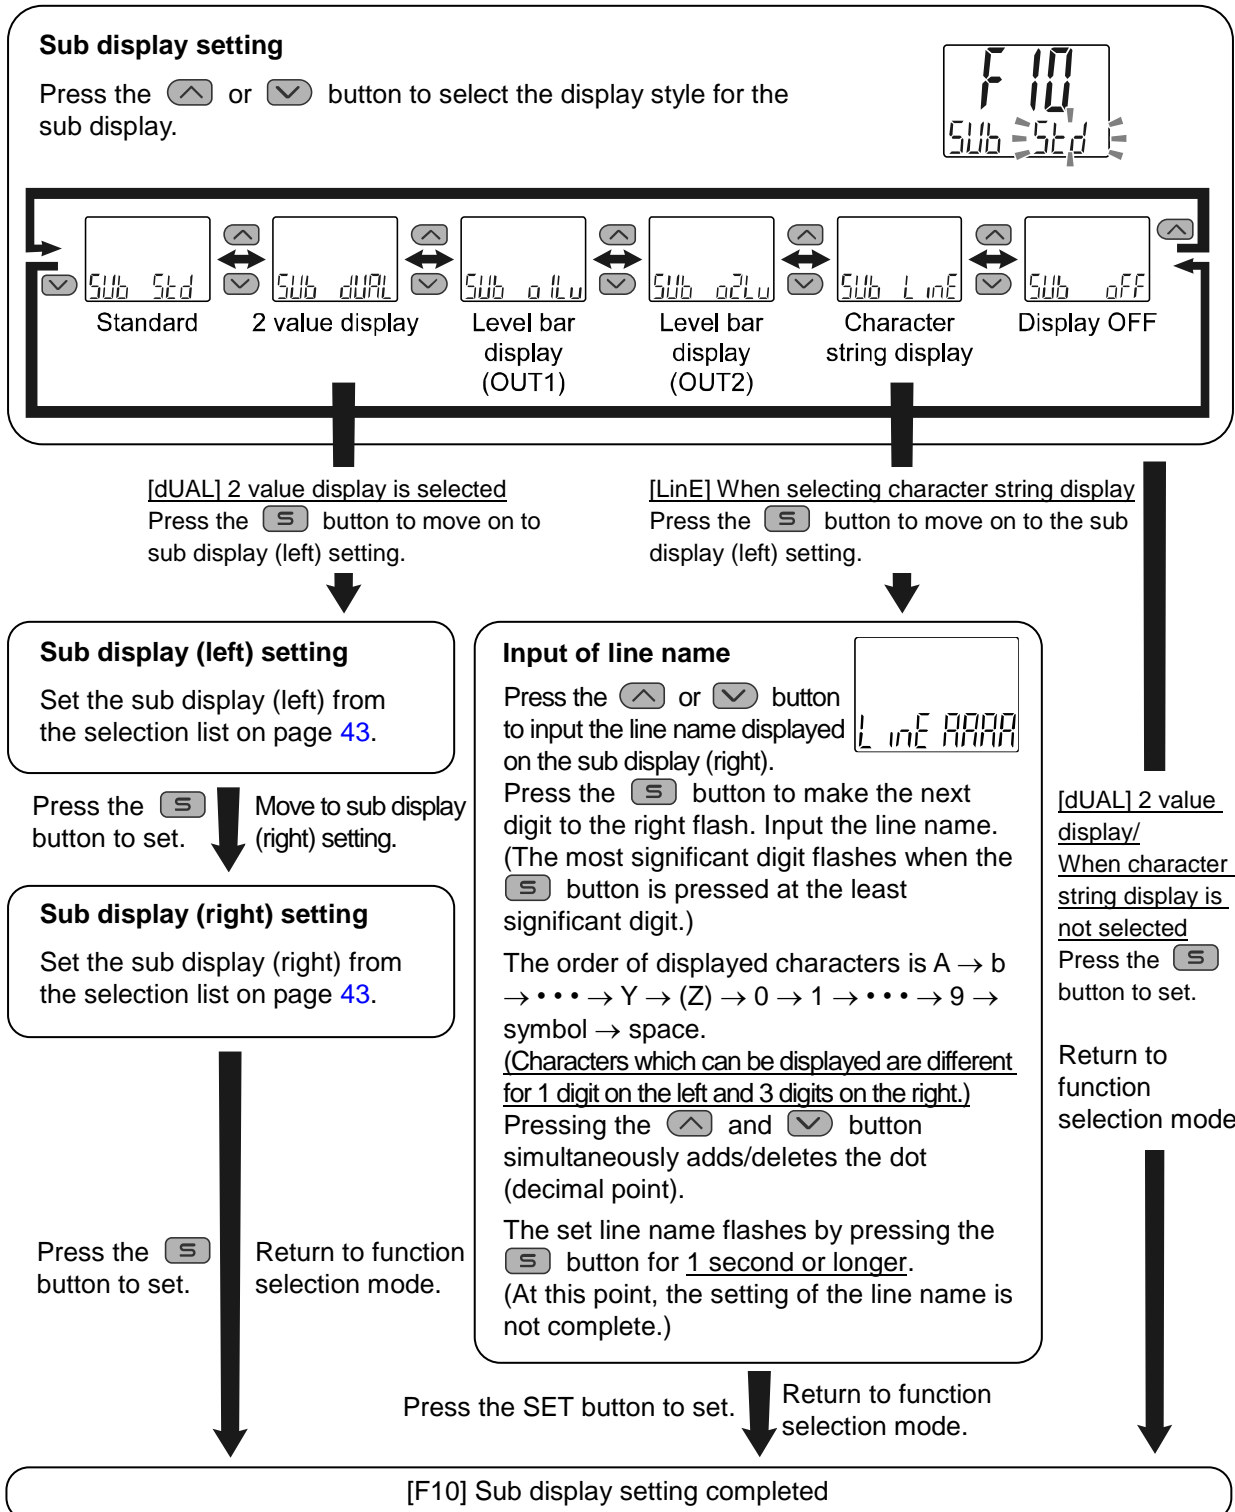 Sub display setting
Press the or button to select the display style for the
sub display.
F 10
SUb Std
SUb Std
SUb dUAL
SUb o1Lv
SUb o2Lv
SUb LinE
SUb oFF
Standard
2 value display
Level bar
display
(OUT1)
Level bar
display
(OUT2)
Character
string display
Display OFF
[dUAL] 2 value display is selected
Press the S button to move on to
sub display (left) setting.
[LinE] When selecting character string display
Press the S button to move on to the sub
display (left) setting.
Sub display (left) setting
Set the sub display (left) from
the selection list on page 43.
Press the S
button to set.
Move to sub display
(right) setting.
Sub display (right) setting
Set the sub display (right) from
the selection list on page 43.
Press the S
button to set.
Return to function
selection mode.
Input of line name
Press the or button
to input the line name displayed
on the sub display (right).
LinE AAAA
Press the S button to make the next
digit to the right flash. Input the line name.
(The most significant digit flashes when the
S button is pressed at the least
significant digit.)
The order of displayed characters is A → b
→ • • • → Y → (Z) → 0 → 1 → • • • → 9 →
symbol → space.
(Characters which can be displayed are different
for 1 digit on the left and 3 digits on the right.)
Pressing the and button
simultaneously adds/deletes the dot
(decimal point).
The set line name flashes by pressing the
S button for 1 second or longer.
(At this point, the setting of the line name is
not complete.)
Press the SET button to set.
Return to function
selection mode.
[dUAL] 2 value
display/
When character
string display is
not selected
Press the S
button to set.
Return to
function
selection mode
[F10] Sub display setting completed